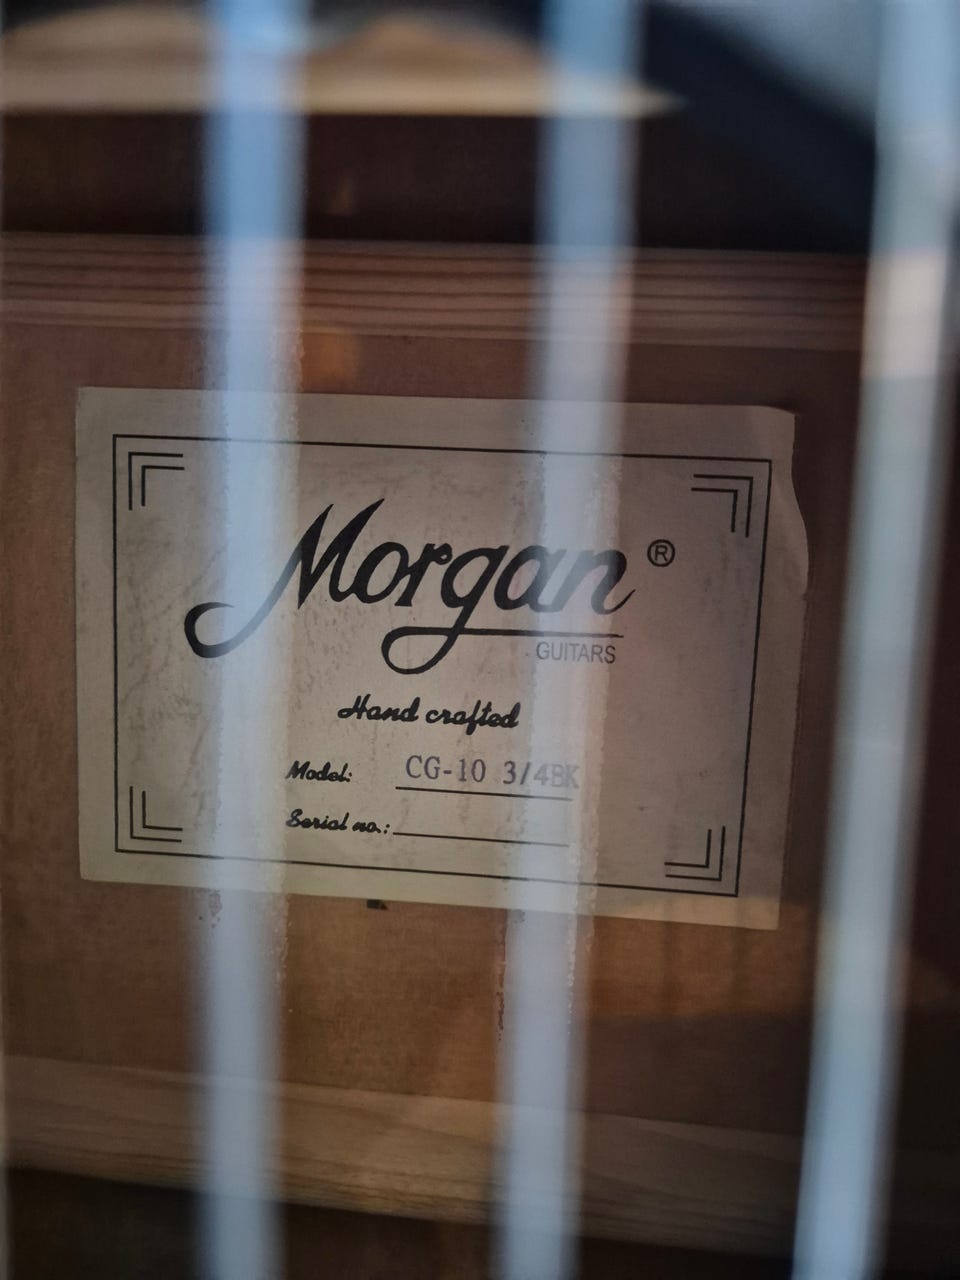 Morgan ®
GUITARS
Hand crafted
Model: CG-10 3/4BK
Serial no.: